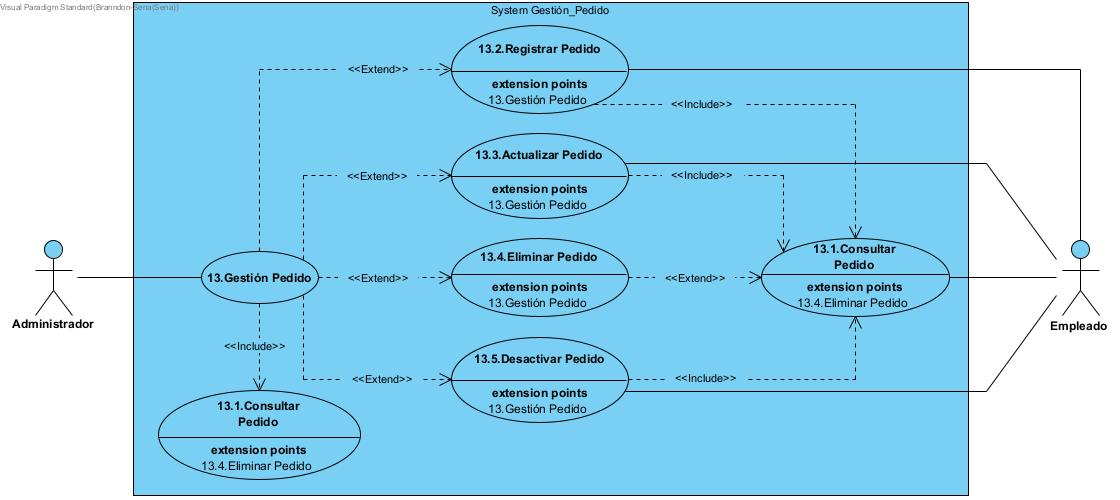 Visual Paradigm Standard(Branndon-Sena(Sena))
System Gestión_Pedido
13.2.Registrar Pedido
extension points
13.Gestión Pedido
<<Extend>>
<<Include>>
13.3.Actualizar Pedido
extension points
13.Gestión Pedido
<<Extend>>
<<Include>>
13.4.Eliminar Pedido
extension points
13.Gestión Pedido
<<Extend>>
<<Extend>>
13.Gestión Pedido
13.1.Consultar
Pedido
extension points
13.4.Eliminar Pedido
Administrador
Empleado
<<Include>>
13.5.Desactivar Pedido
extension points
13.Gestión Pedido
<<Extend>>
<<Include>>
13.1.Consultar
Pedido
extension points
13.4.Eliminar Pedido